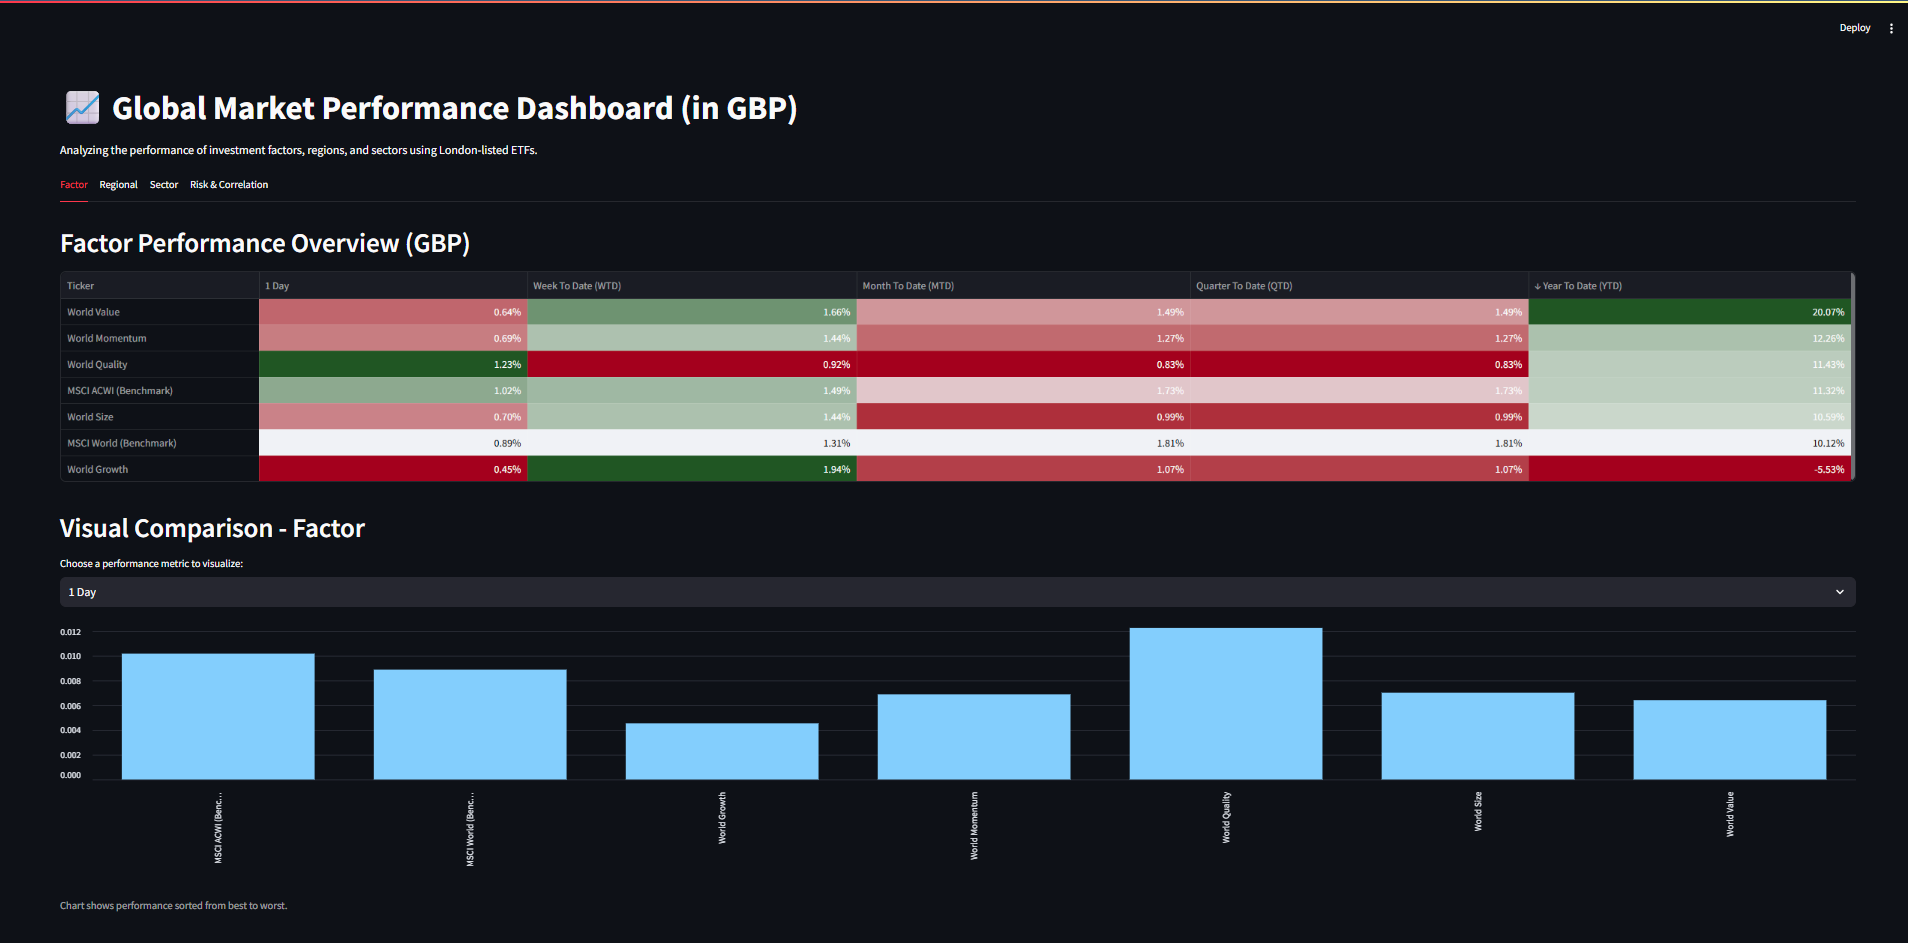 Deploy
Global Market Performance Dashboard (in GBP)
Analyzing the performance of investment factors, regions, and sectors using London-listed ETFs.
Factor Regional Sector Risk & Correlation
Factor Performance Overview (GBP)
Ticker 1 Day Week To Date (WTD) Month To Date (MTD) Quarter To Date (QTD) ↓ Year To Date (YTD)
World Value 0.64% 1.66% 1.49% 1.49% 20.07%
World Momentum 0.69% 1.44% 1.27% 1.27% 12.26%
World Quality 1.23% 0.92% 0.83% 0.83% 11.43%
MSCI ACWI (Benchmark) 1.02% 1.49% 1.73% 1.73% 11.32%
World Size 0.70% 1.44% 0.99% 0.99% 10.59%
MSCI World (Benchmark) 0.89% 1.31% 1.81% 1.81% 10.12%
World Growth 0.45% 1.94% 1.07% 1.07% -5.53%
Visual Comparison - Factor
Choose a performance metric to visualize:
1 Day
0.012
0.010
0.008
0.006
0.004
0.002
0.000
MSCI ACWI (Benc...
MSCI World (Benc...
World Growth
World Momentum
World Quality
World Size
World Value
Chart shows performance sorted from best to worst.